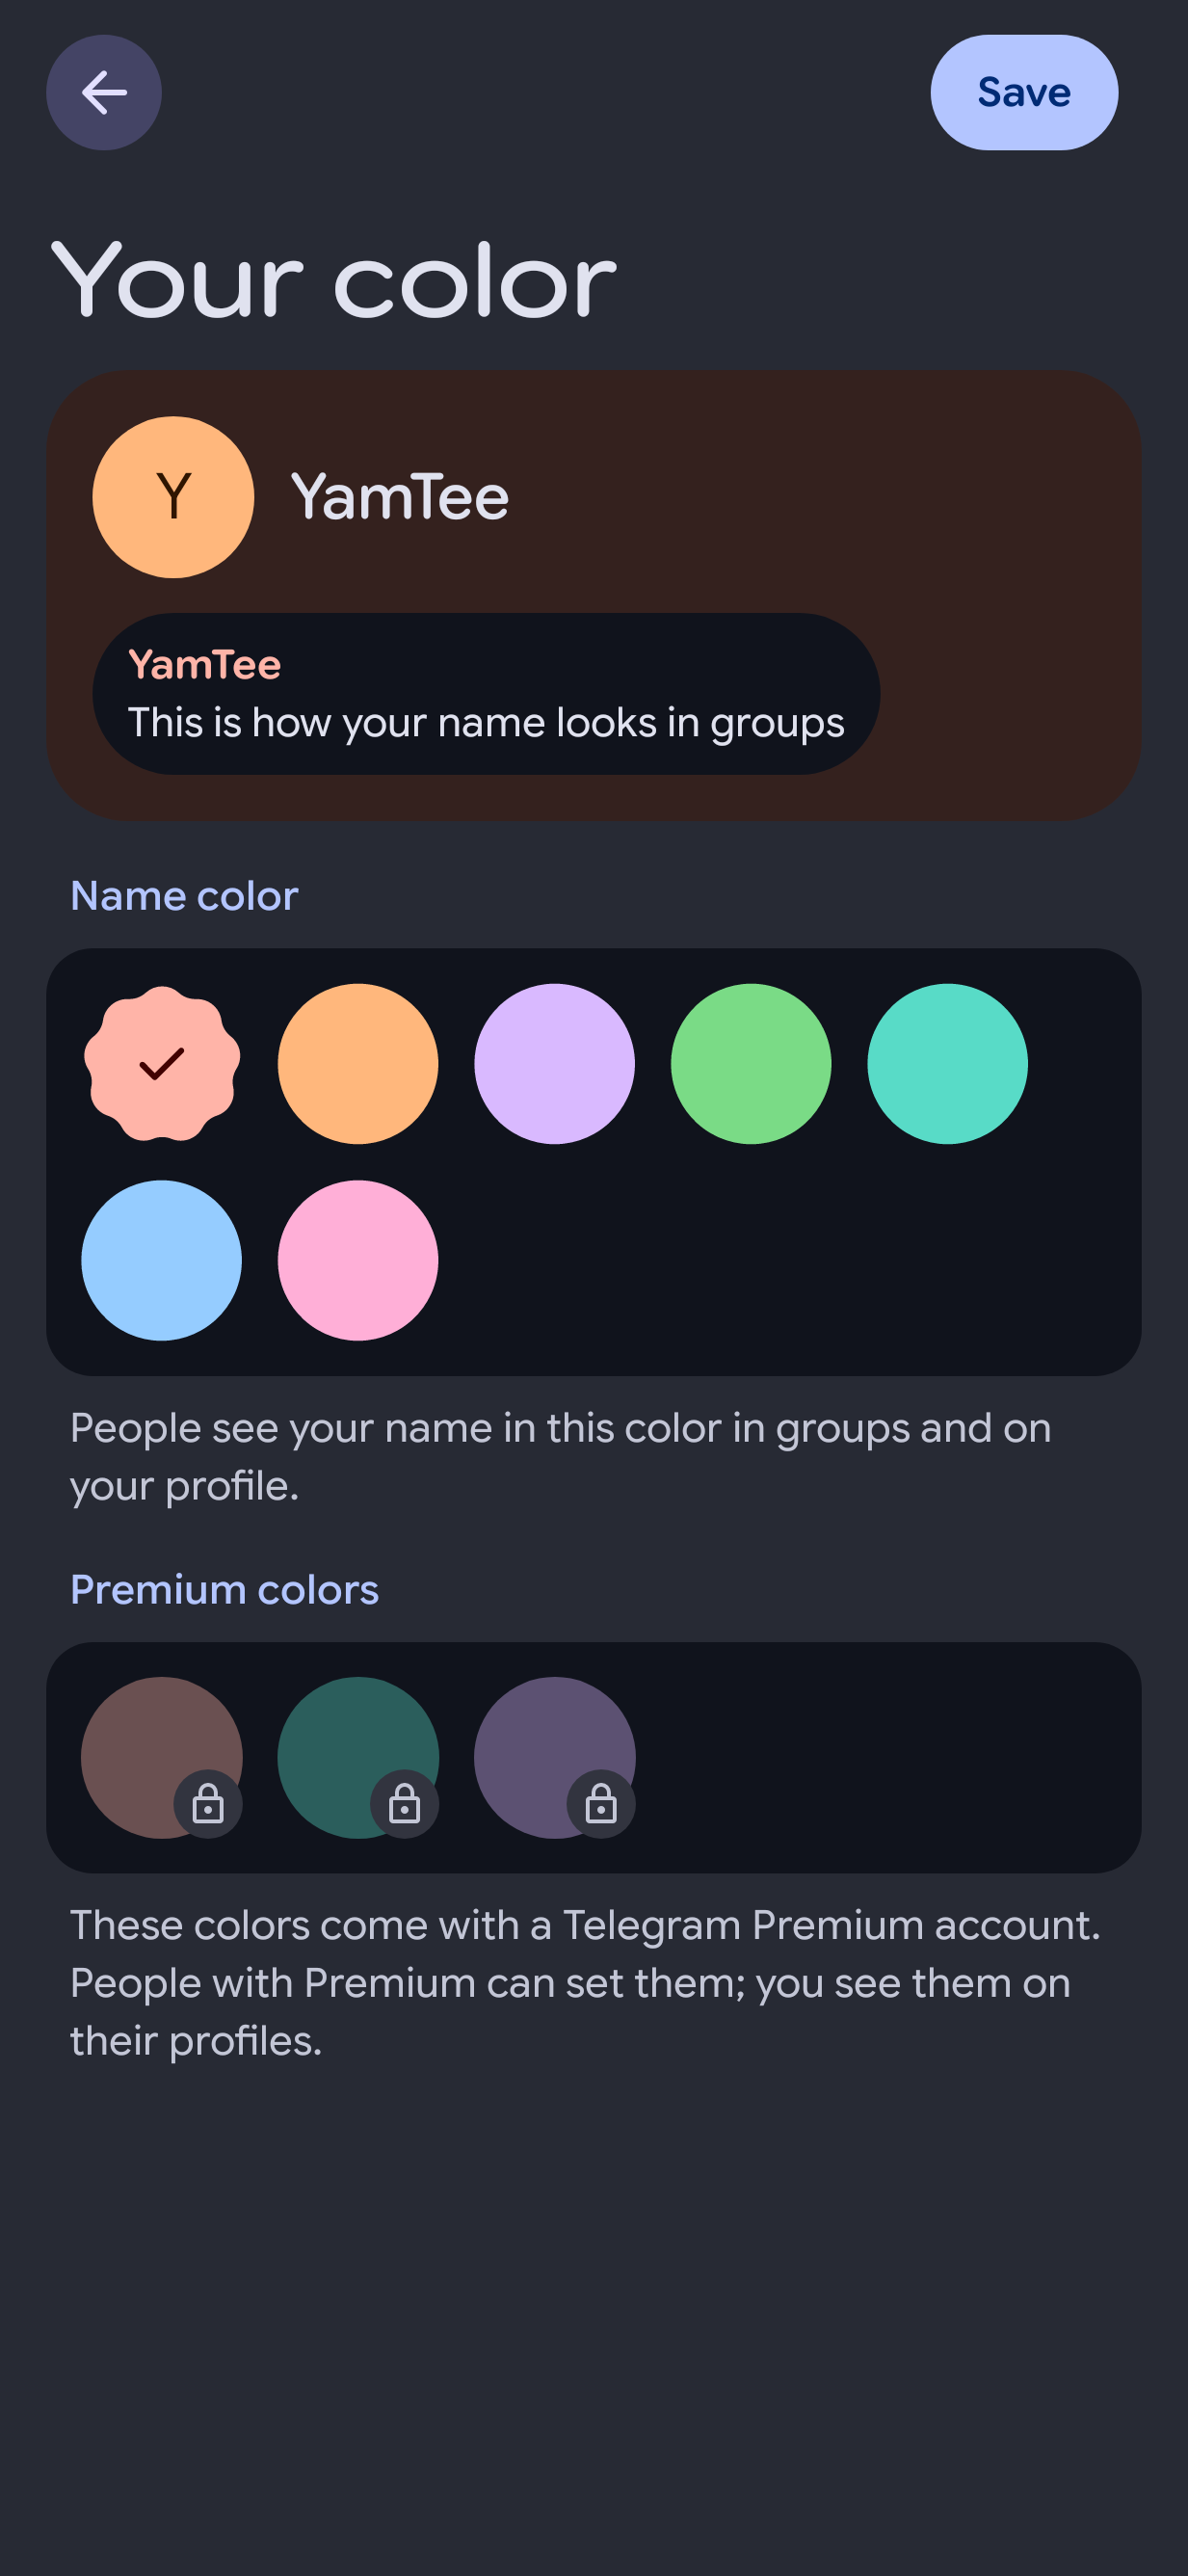 Save
Your color
Y
YamTee
YamTee
This is how your name looks in groups
Name color
People see your name in this color in groups and on
your profile.
Premium colors
These colors come with a Telegram Premium account.
People with Premium can set them; you see them on
their profiles.